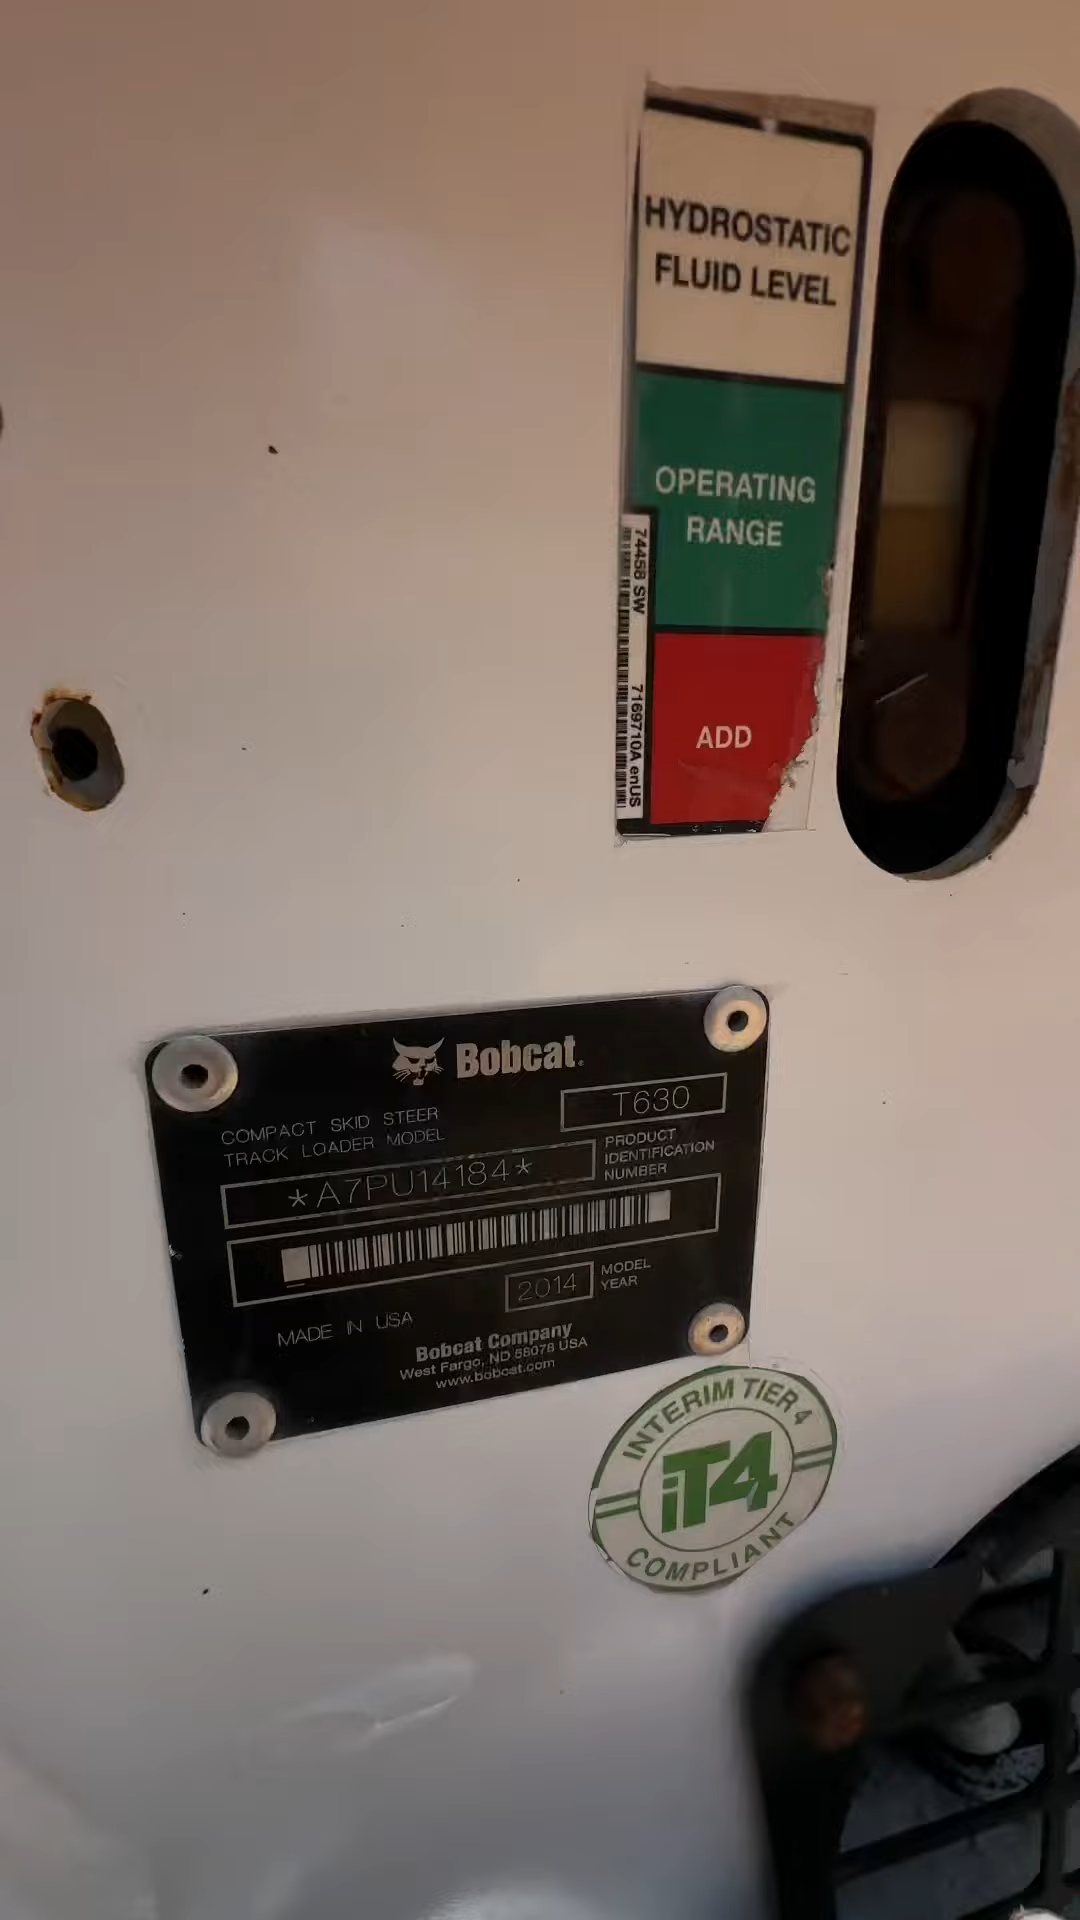 HYDROSTATIC
FLUID LEVEL
OPERATING
RANGE
ADD
74458 SW
7169710A enUS
Bobcat®
COMPACT SKID STEER
TRACK LOADER MODEL
T630
*A7PU14184*
PRODUCT
IDENTIFICATION
NUMBER
2014
MODEL
YEAR
MADE IN USA
Bobcat Company
West Fargo, ND 58078 USA
www.bobcat.com
INTERIM TIER 4
iT4
COMPLIANT